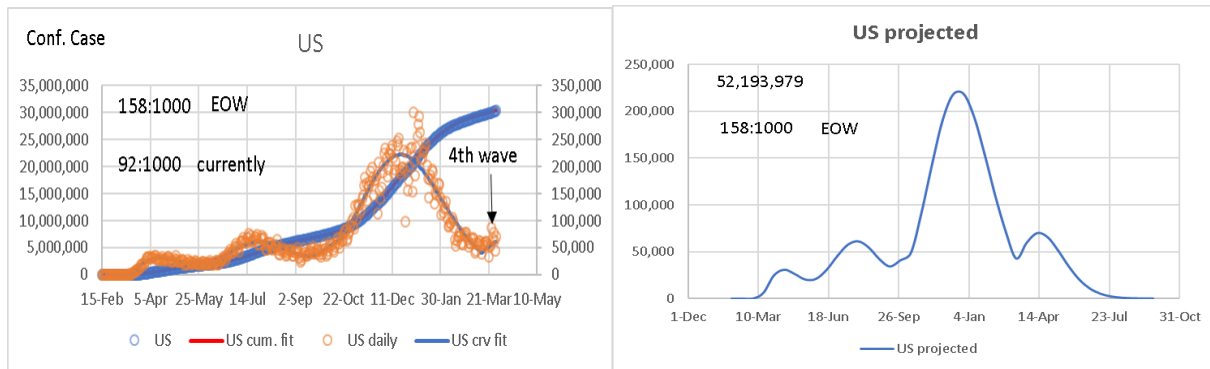 Conf. Case
US
35,000,000 350,000
30,000,000 300,000
158:1000 EOW
25,000,000 250,000
20,000,000 200,000
92:1000 currently
4th wave
15,000,000 150,000
10,000,000 100,000
5,000,000 50,000
0 0
15-Feb 5-Apr 25-May 14-Jul 2-Sep 22-Oct 11-Dec 30-Jan 21-Mar 10-May
US US cum. fit US daily US crv fit
US projected
250,000
52,193,979
200,000
158:1000 EOW
150,000
100,000
50,000
0
1-Dec 10-Mar 18-Jun 26-Sep 4-Jan 14-Apr 23-Jul 31-Oct
US projected